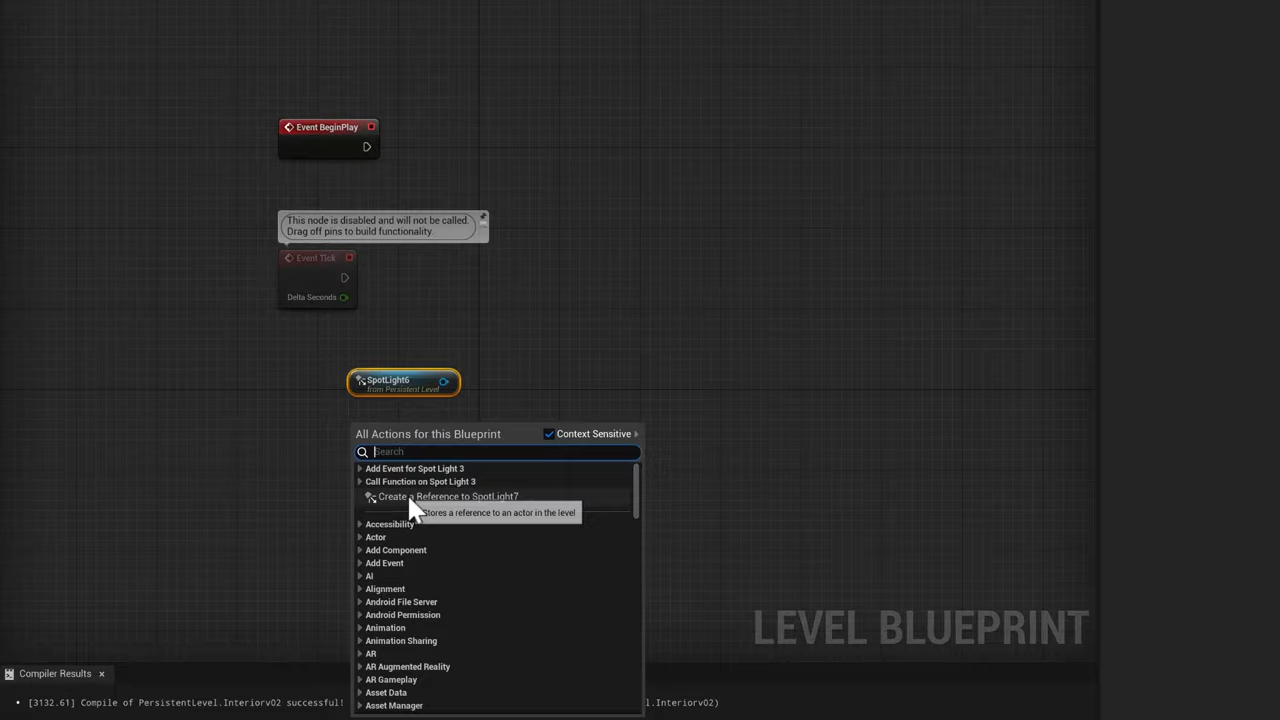 Event BeginPlay
This node is disabled and will not be called.
Drag off pins to build functionality.
Event Tick
Delta Seconds
SpotLight6
from Persistent Level
All Actions for this Blueprint
Context Sensitive
Search
Add Event for Spot Light 3
Call Function on Spot Light 3
Create a Reference to SpotLight7
Stores a reference to an actor in the level
Accessibility
Actor
Add Component
Add Event
AI
Alignment
Android File Server
Android Permission
Animation
Animation Sharing
AR
AR Augmented Reality
AR Gameplay
Asset Data
Asset Manager
LEVEL BLUEPRINT
Compiler Results
[3132.61] Compile of PersistentLevel.Interiorv02 successful! l.Interiorv02)